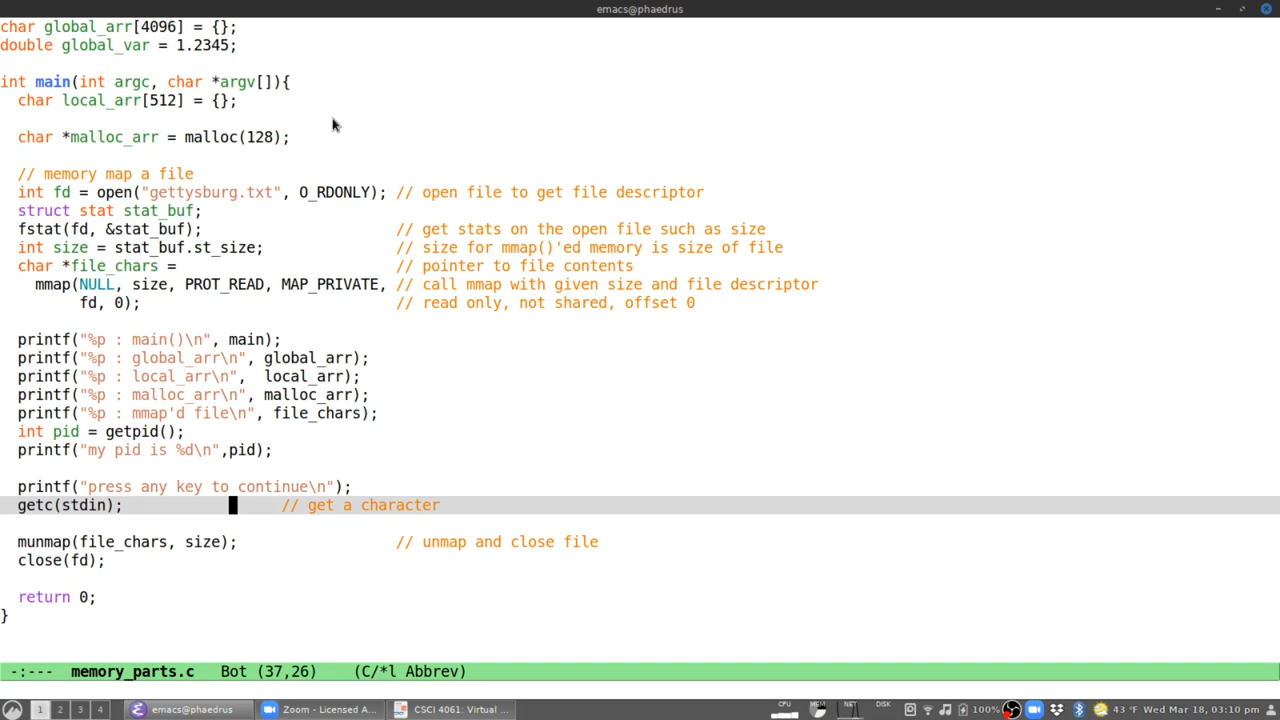 emacs@phaedrus
char global_arr[4096] = {};
double global_var = 1.2345;
int main(int argc, char *argv[]){
char local_arr[512] = {};
char *malloc_arr = malloc(128);
// memory map a file
int fd = open("gettysburg.txt", O_RDONLY); // open file to get file descriptor
struct stat stat_buf;
fstat(fd, &stat_buf); // get stats on the open file such as size
int size = stat_buf.st_size; // size for mmap()'ed memory is size of file
char *file_chars = // pointer to file contents
mmap(NULL, size, PROT_READ, MAP_PRIVATE, // call mmap with given size and file descriptor
fd, 0); // read only, not shared, offset 0
printf("%p : main()\n", main);
printf("%p : global_arr\n", global_arr);
printf("%p : local_arr\n",  local_arr);
printf("%p : malloc_arr\n", malloc_arr);
printf("%p : mmap'd file\n", file_chars);
int pid = getpid();
printf("my pid is %d\n",pid);
printf("press any key to continue\n");
getc(stdin); // get a character
munmap(file_chars, size); // unmap and close file
close(fd);
return 0;
}
-:--- memory_parts.c Bot (37,26) (C/*l Abbrev)
1 2 3 4 emacs@phaedrus Zoom - Licensed A... CSCI 4061: Virtual ... CPU MEM NET DISK 100% 43 °F Wed Mar 18, 03:10 pm